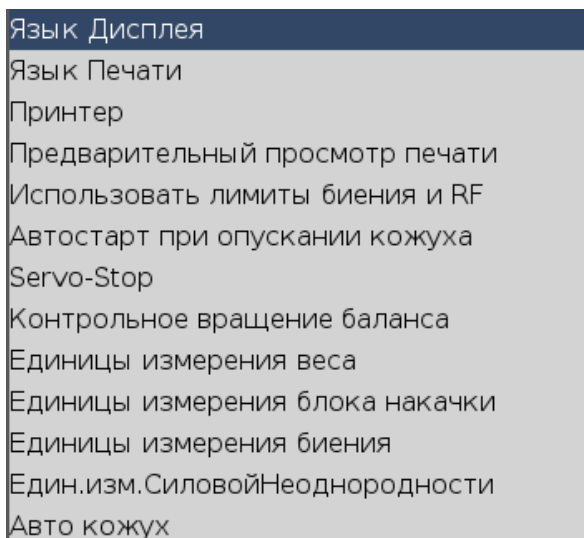 Язык Дисплея
Язык Печати
Принтер
Предварительный просмотр печати
Использовать лимиты биения и RF
Автостарт при опускании кожуха
Servo-Stop
Контрольное вращение баланса
Единицы измерения веса
Единицы измерения блока накачки
Единицы измерения биения
Един.изм.СиловойНеоднородности
Авто кожух